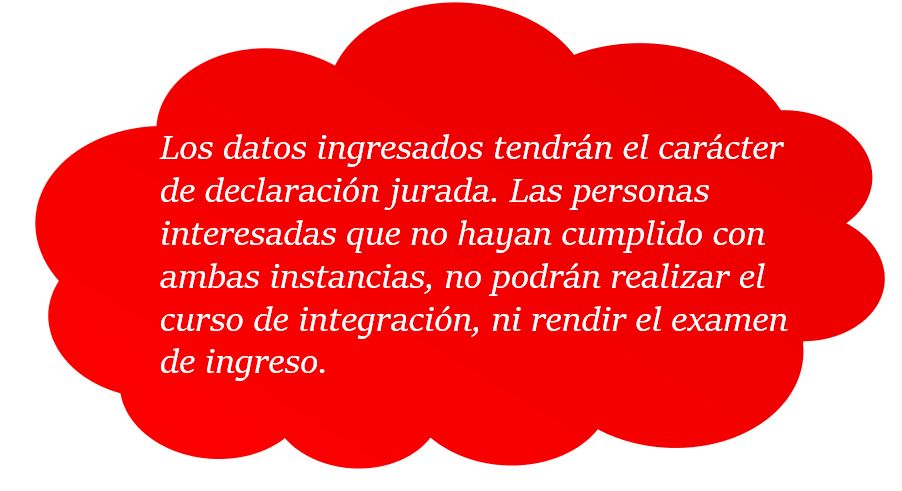 Los datos ingresados tendrán el carácter
de declaración jurada. Las personas
interesadas que no hayan cumplido con
ambas instancias, no podrán realizar el
curso de integración, ni rendir el examen
de ingreso.